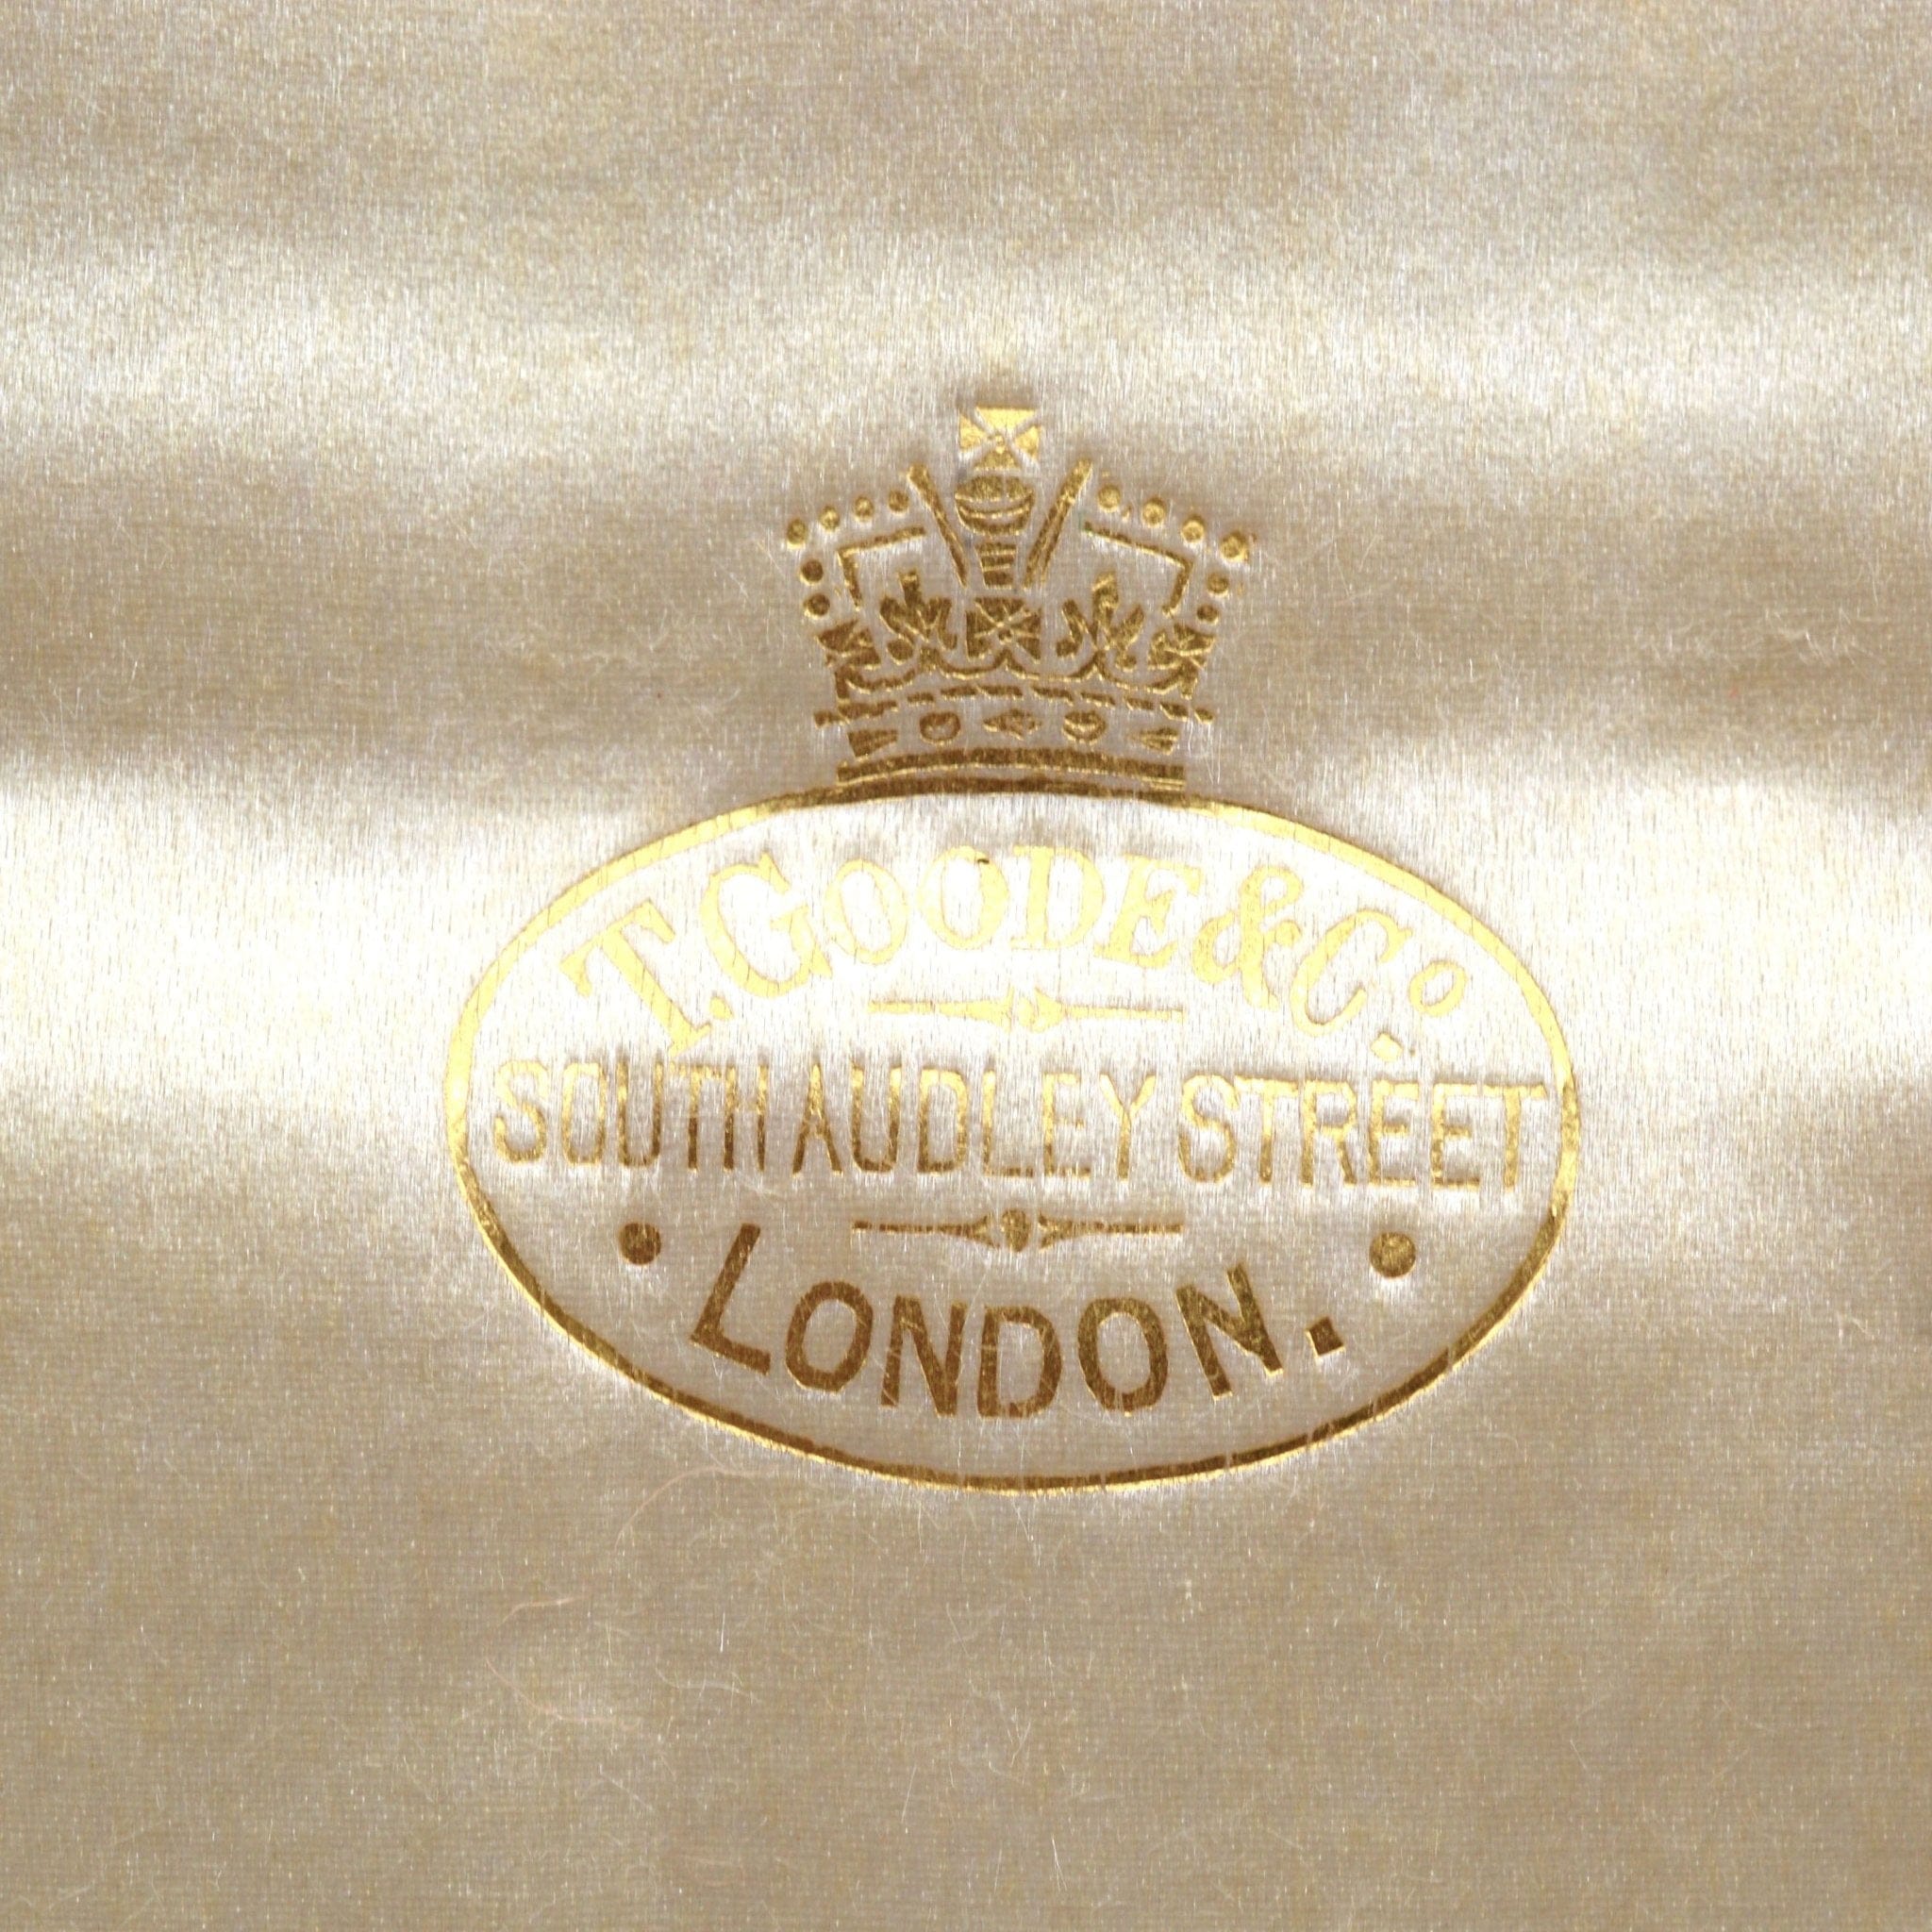 T. GOODE & Co.
SOUTH AUDLEY STREET
LONDON.